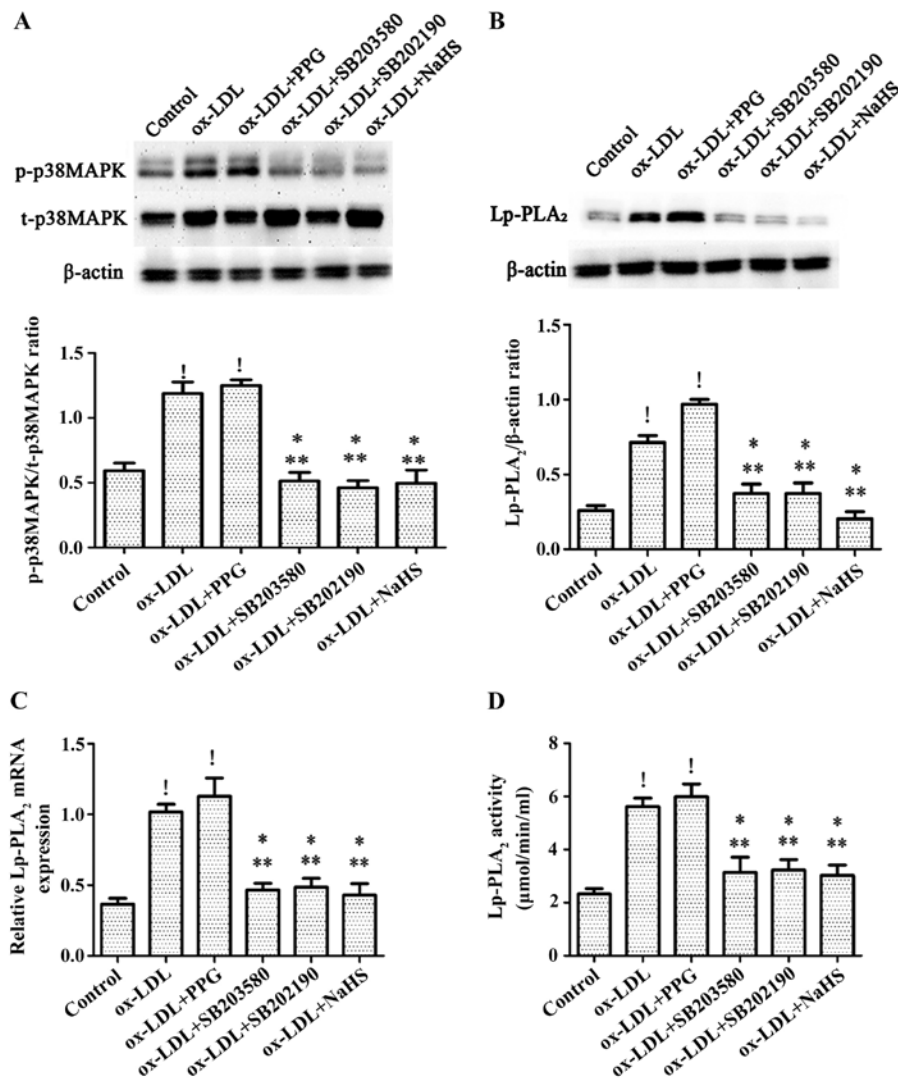 A
Control
ox-LDL
ox-LDL+PPG
ox-LDL+SB203580
ox-LDL+SB202190
ox-LDL+NaHS
p-p38MAPK
t-p38MAPK
β-actin
p-p38MAPK/t-p38MAPK ratio
1.5
1.0
0.5
0.0
! ! * * *
** ** **
Control
ox-LDL
ox-LDL+PPG
ox-LDL+SB203580
ox-LDL+SB202190
ox-LDL+NaHS
B
Control
ox-LDL
ox-LDL+PPG
ox-LDL+SB203580
ox-LDL+SB202190
ox-LDL+NaHS
Lp-PLA₂
β-actin
Lp-PLA₂/β-actin ratio
1.5
1.0
0.5
0.0
! ! * * *
** ** **
Control
ox-LDL
ox-LDL+PPG
ox-LDL+SB203580
ox-LDL+SB202190
ox-LDL+NaHS
C
Relative Lp-PLA₂ mRNA
expression
1.5
1.0
0.5
0.0
! ! * * *
** ** **
Control
ox-LDL
ox-LDL+PPG
ox-LDL+SB203580
ox-LDL+SB202190
ox-LDL+NaHS
D
Lp-PLA₂ activity
(μmol/min/ml)
8
6
4
2
0
! ! * * *
** ** **
Control
ox-LDL
ox-LDL+PPG
ox-LDL+SB203580
ox-LDL+SB202190
ox-LDL+NaHS